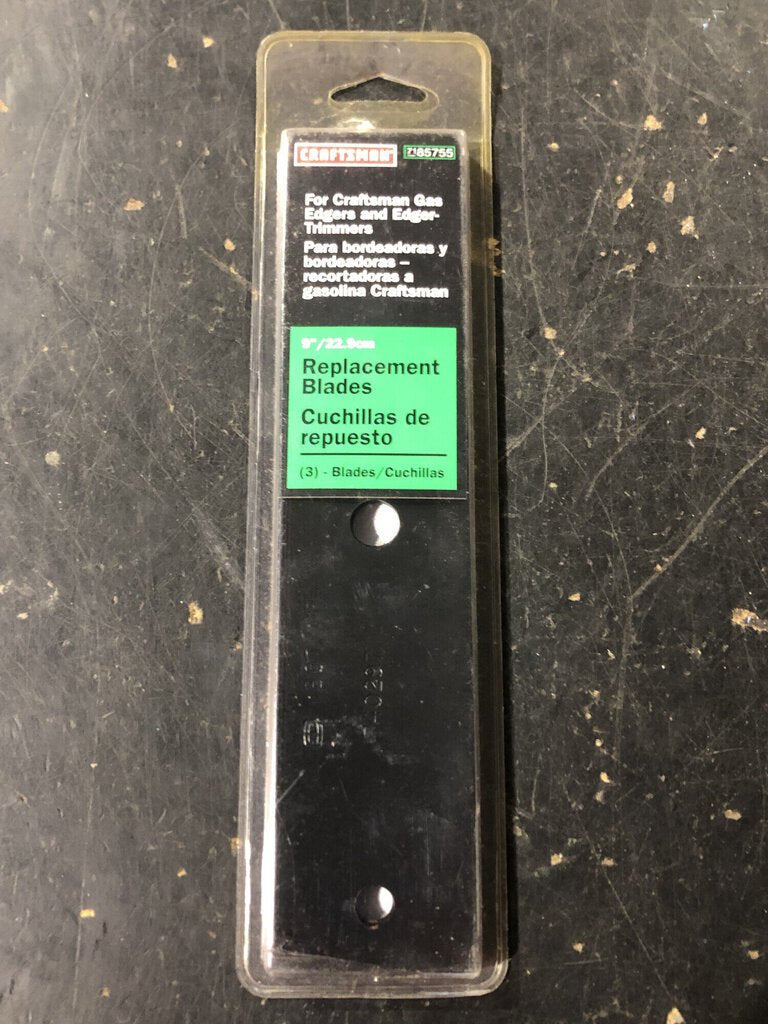 CRAFTSMAN
7185755
For Craftsman Gas
Edgers and Edger-
Trimmers
Para bordeadoras y
bordeadoras –
recortadoras a
gasolina Craftsman
9"/22.9cm
Replacement
Blades
Cuchillas de
repuesto
(3) - Blades/Cuchillas